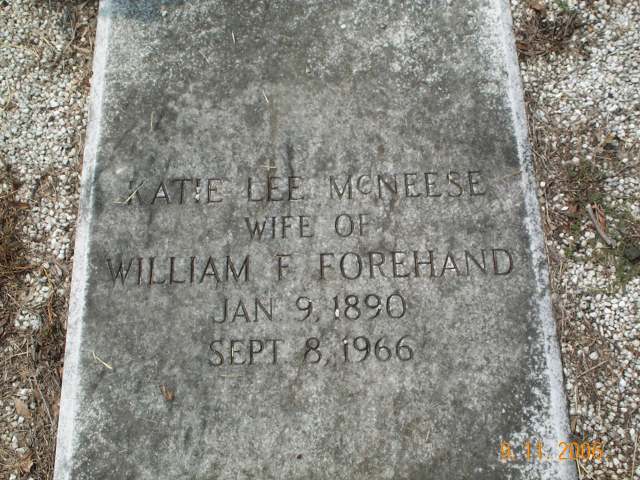 KATIE LEE McNEESE
WIFE OF
WILLIAM F FOREHAND
JAN 9, 1890
SEPT 8, 1966
9.11.2006